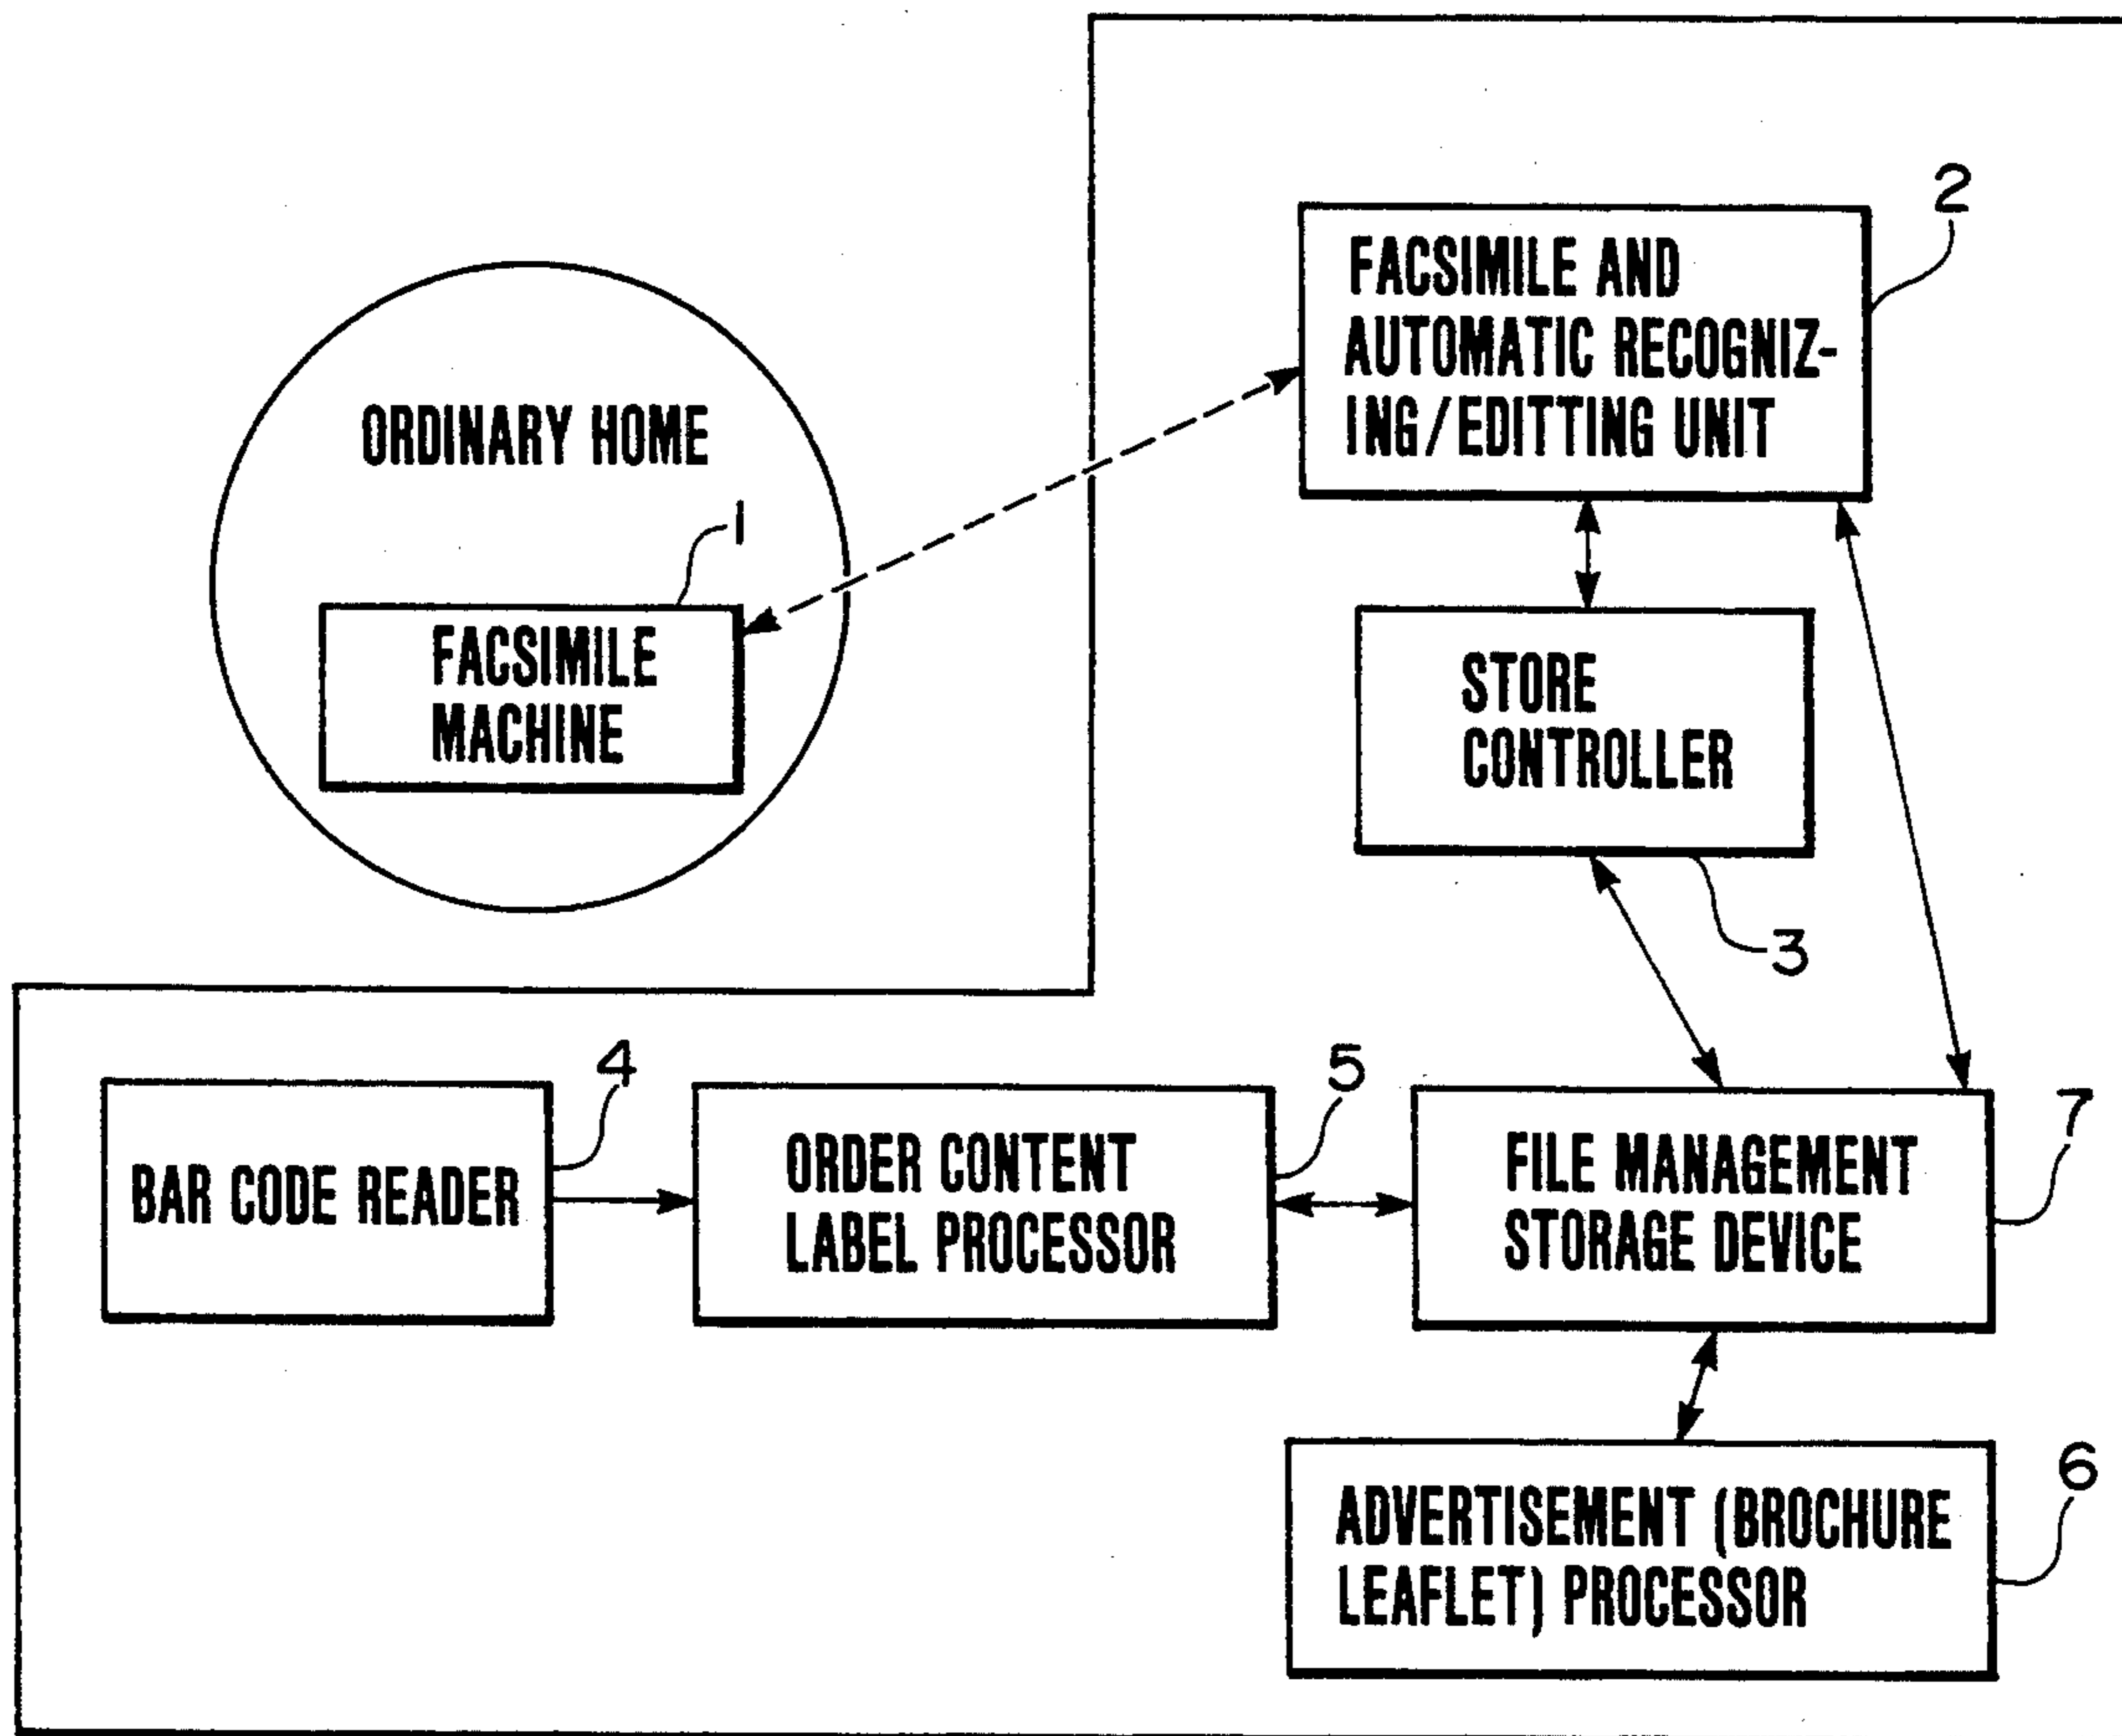 2
FACSIMILE AND
AUTOMATIC RECOGNIZ-
ING/EDITTING UNIT
ORDINARY HOME
1
FACSIMILE
MACHINE
STORE
CONTROLLER
3
4
BAR CODE READER
5
ORDER CONTENT
LABEL PROCESSOR
7
FILE MANAGEMENT
STORAGE DEVICE
6
ADVERTISEMENT (BROCHURE
LEAFLET) PROCESSOR